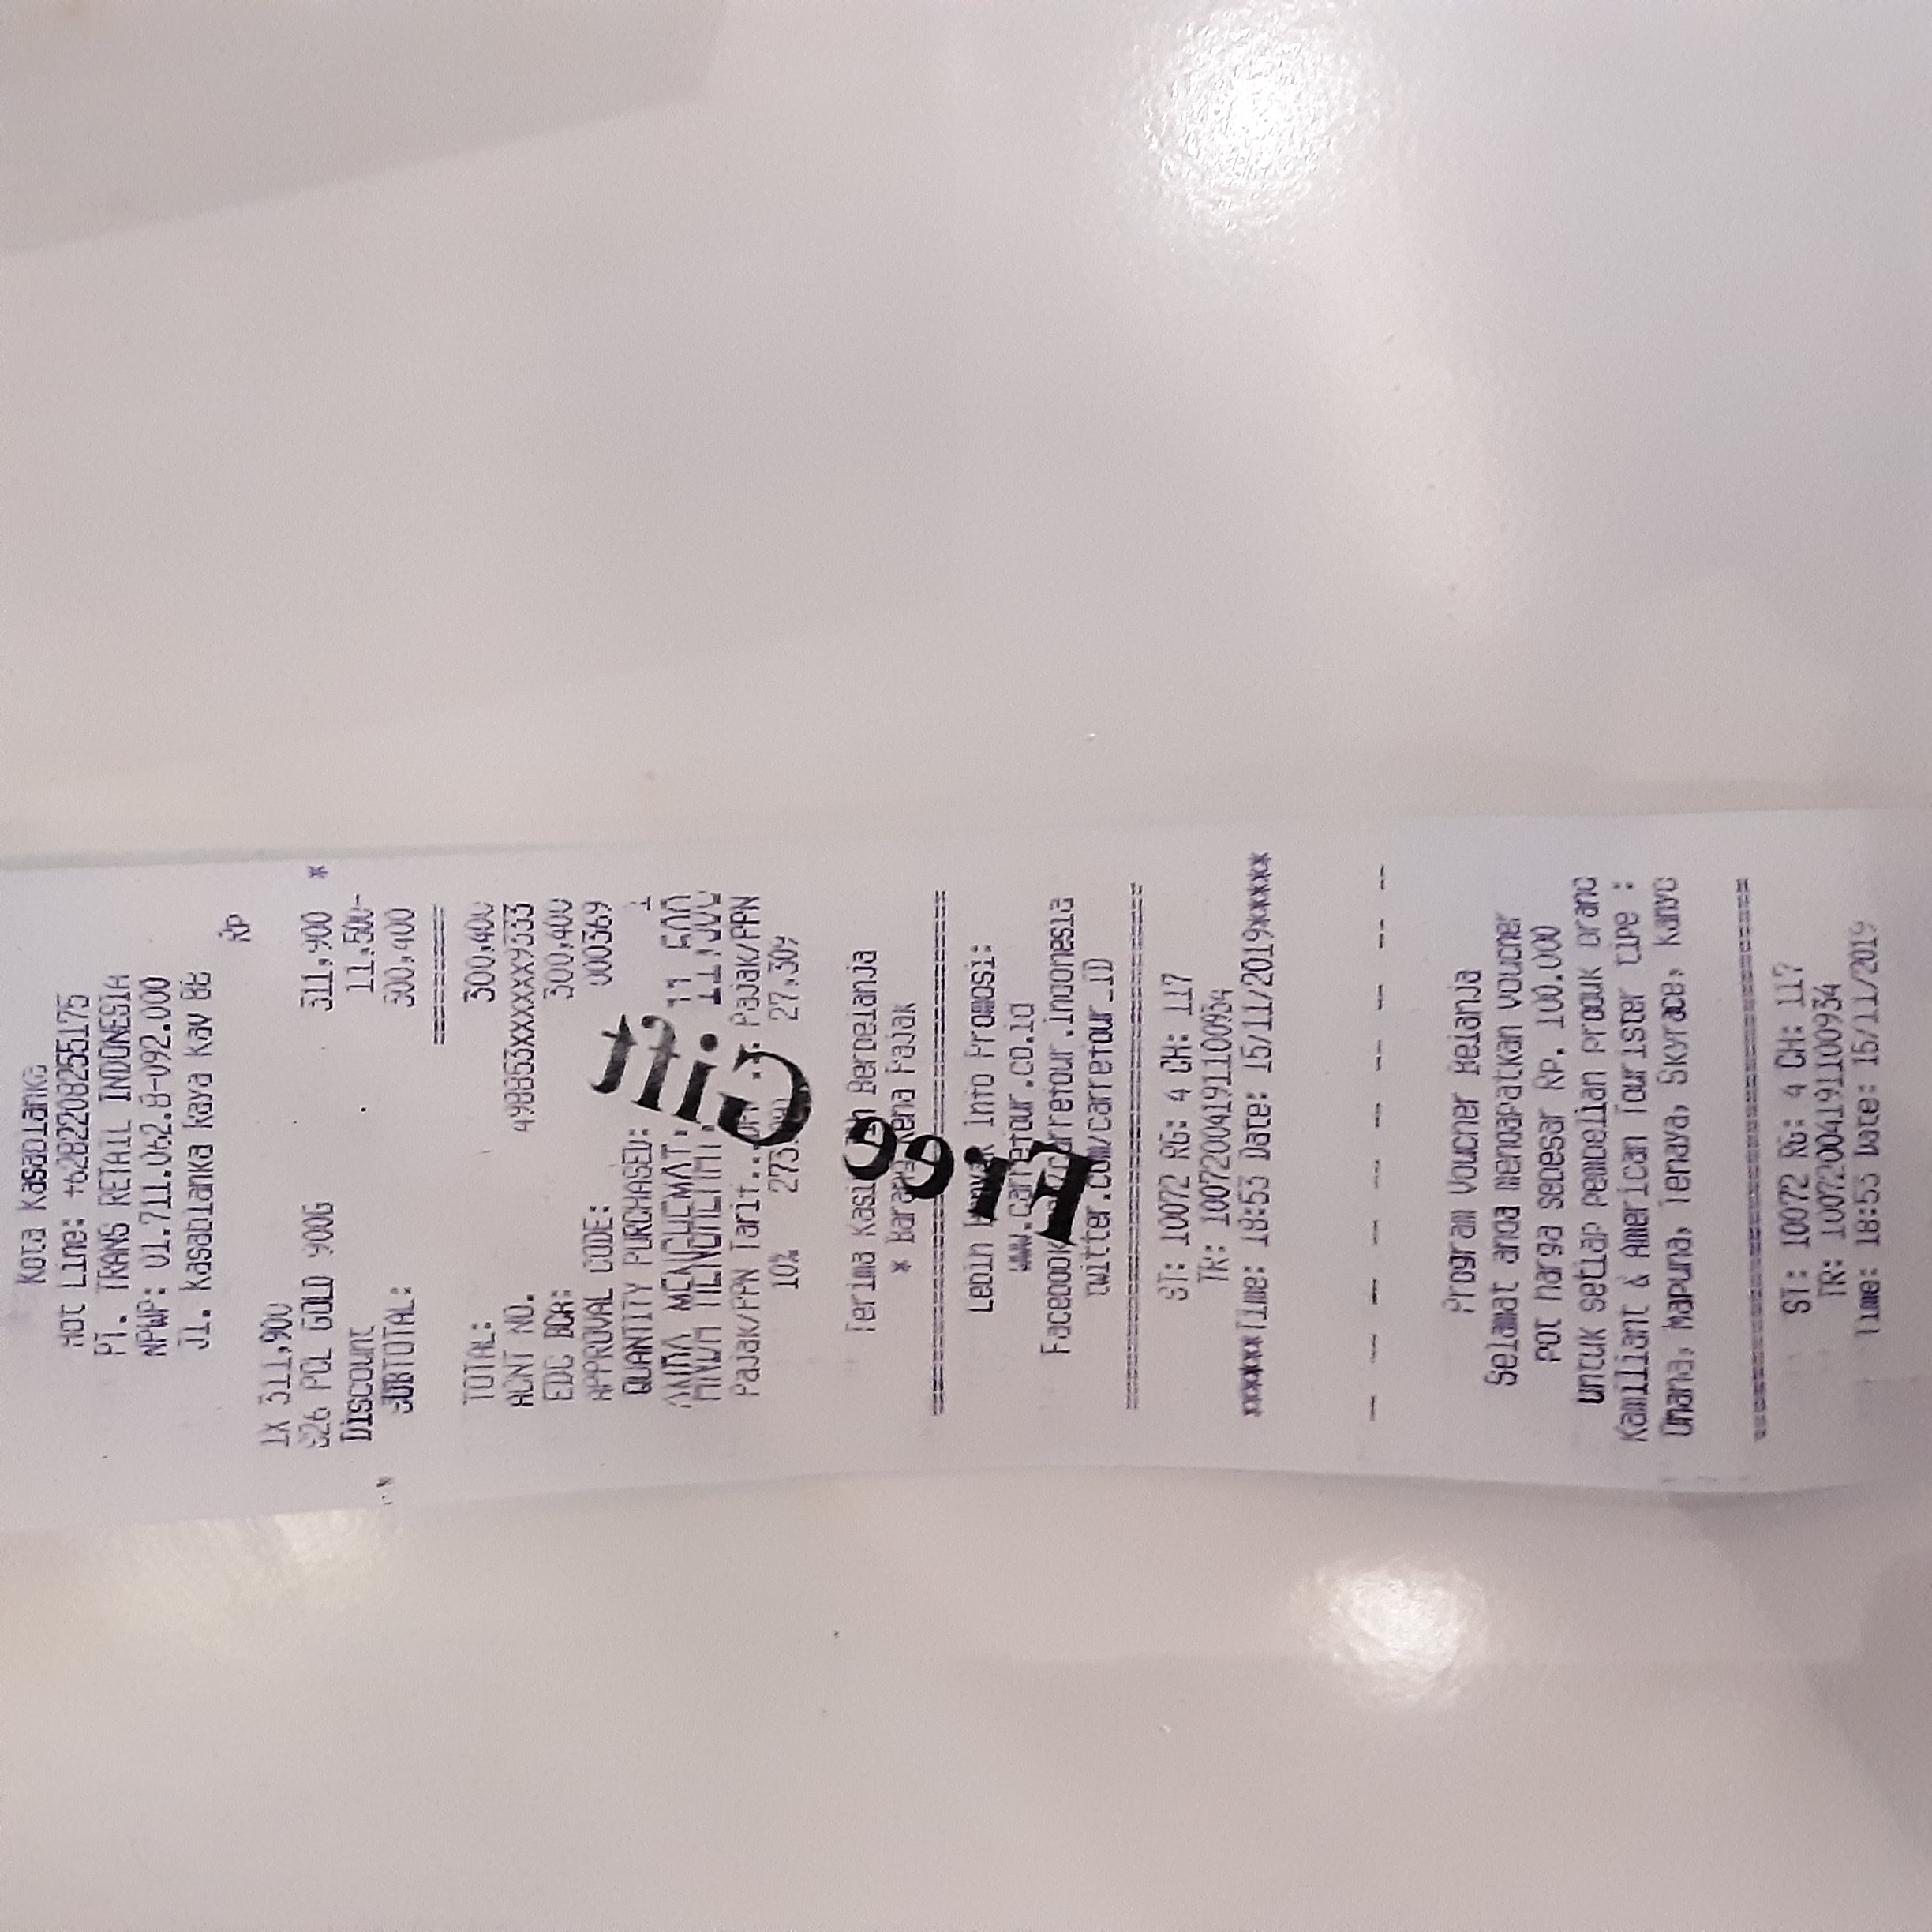 Kota Kasablanka
Hot Line: +6282208255175
PT. TRANS RETAIL INDONESIA
NPWP: 01.711.062.8-092.000
Jl. Kasablanka Raya Kav 88
RP
1X 311,900
S26 PCL GOLD 900G 311,900 *
Discount 11,500-
SUBTOTAL: 300,400
==========
TOTAL: 300,400
ACNT NO. 498853XXXXXX9333
EDC BCA: 300,400
APPROVAL CODE: 000369
QUANTITY PURCHASED: 1
ANDA MENGHEMAT: 11,500
Pajak/PPN Tarif...DPP ... Pajak/PPN
10% 273,091 27,309
Terima Kasih Berbelanja
* Barang Kena Pajak
Lebih Banyak Info Promosi:
www.carrefour.co.id
Facebook.com/carrefour.indonesia
twitter.com/carrefour_ID
ST: 10072 RG: 4 CH: 117
TR: 10072004191100934
******Time: 18:53 Date: 15/11/2019*****
Program Voucher Belanja
Selamat anda mendapatkan voucher
pot harga sebesar Rp. 100.000
untuk setiap pembelian produk brand
Kamiliant & American Tourister tipe :
Ohana, Mapuna, Tenaya, Skyrace, Kanyo
ST: 10072 RG: 4 CH: 117
TR: 10072004191100934
Time: 18:53 Date: 15/11/2019